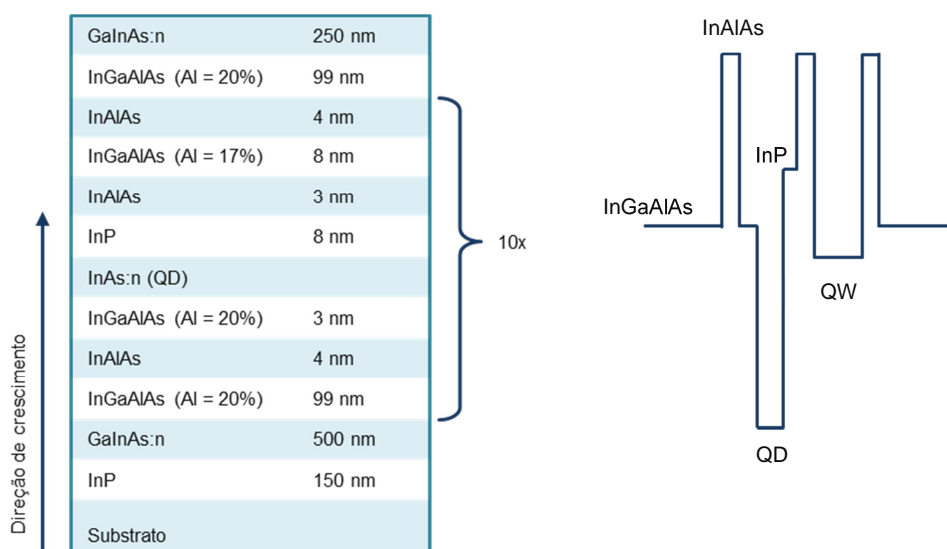 GaInAs:n 250 nm
InGaAlAs (Al = 20%) 99 nm
InAlAs 4 nm
InGaAlAs (Al = 17%) 8 nm
InAlAs 3 nm
InP 8 nm
InAs:n (QD)
InGaAlAs (Al = 20%) 3 nm
InAlAs 4 nm
InGaAlAs (Al = 20%) 99 nm
GaInAs:n 500 nm
InP 150 nm
Substrato
Direção de crescimento
10x
InAlAs
InP
InGaAlAs
QW
QD